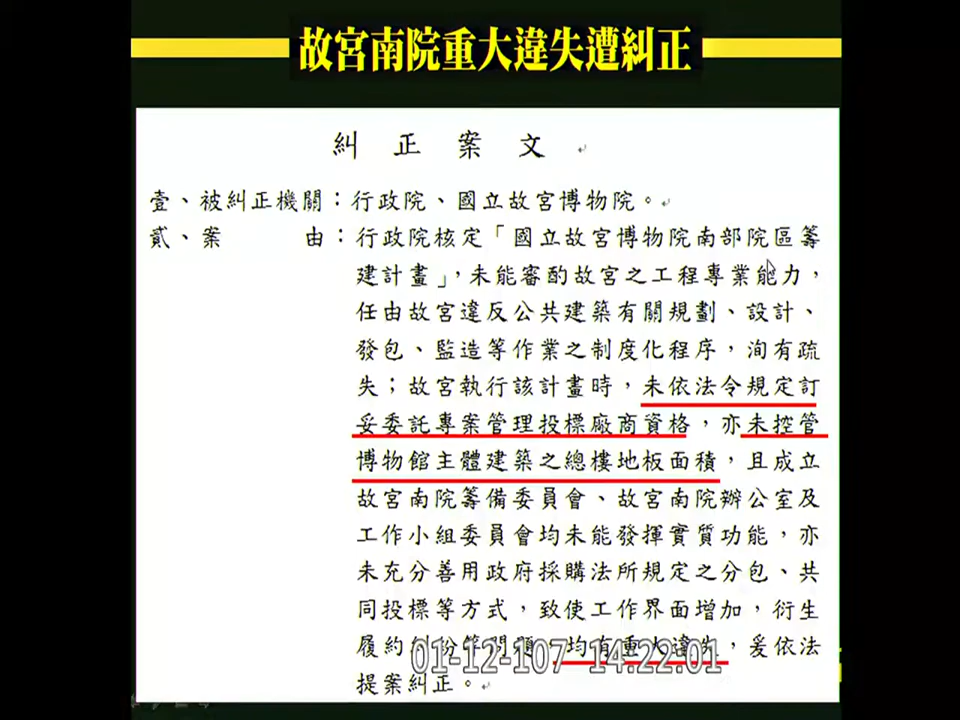 故宮南院重大違失遭糾正
糾正案文
壹、被糾正機關：行政院、國立故宮博物院。
貳、案由：行政院核定「國立故宮博物院南部院區籌
建計畫」，未能審酌故宮之工程專業能力，
任由故宮違反公共建築有關規劃、設計、
發包、監造等作業之制度化程序，洵有疏
失；故宮執行該計畫時，未依法令規定訂
妥委託專案管理投標廠商資格，亦未控管
博物館主體建築之總樓地板面積，且成立
故宮南院籌備委員會、故宮南院辦公室及
工作小組委員會均未能發揮實質功能，亦
未充分善用政府採購法所規定之分包、共
同投標等方式，致使工作界面增加，衍生
履約糾紛等問題，均有重大違失，爰依法
提案糾正。
01-12-107 14:22:01